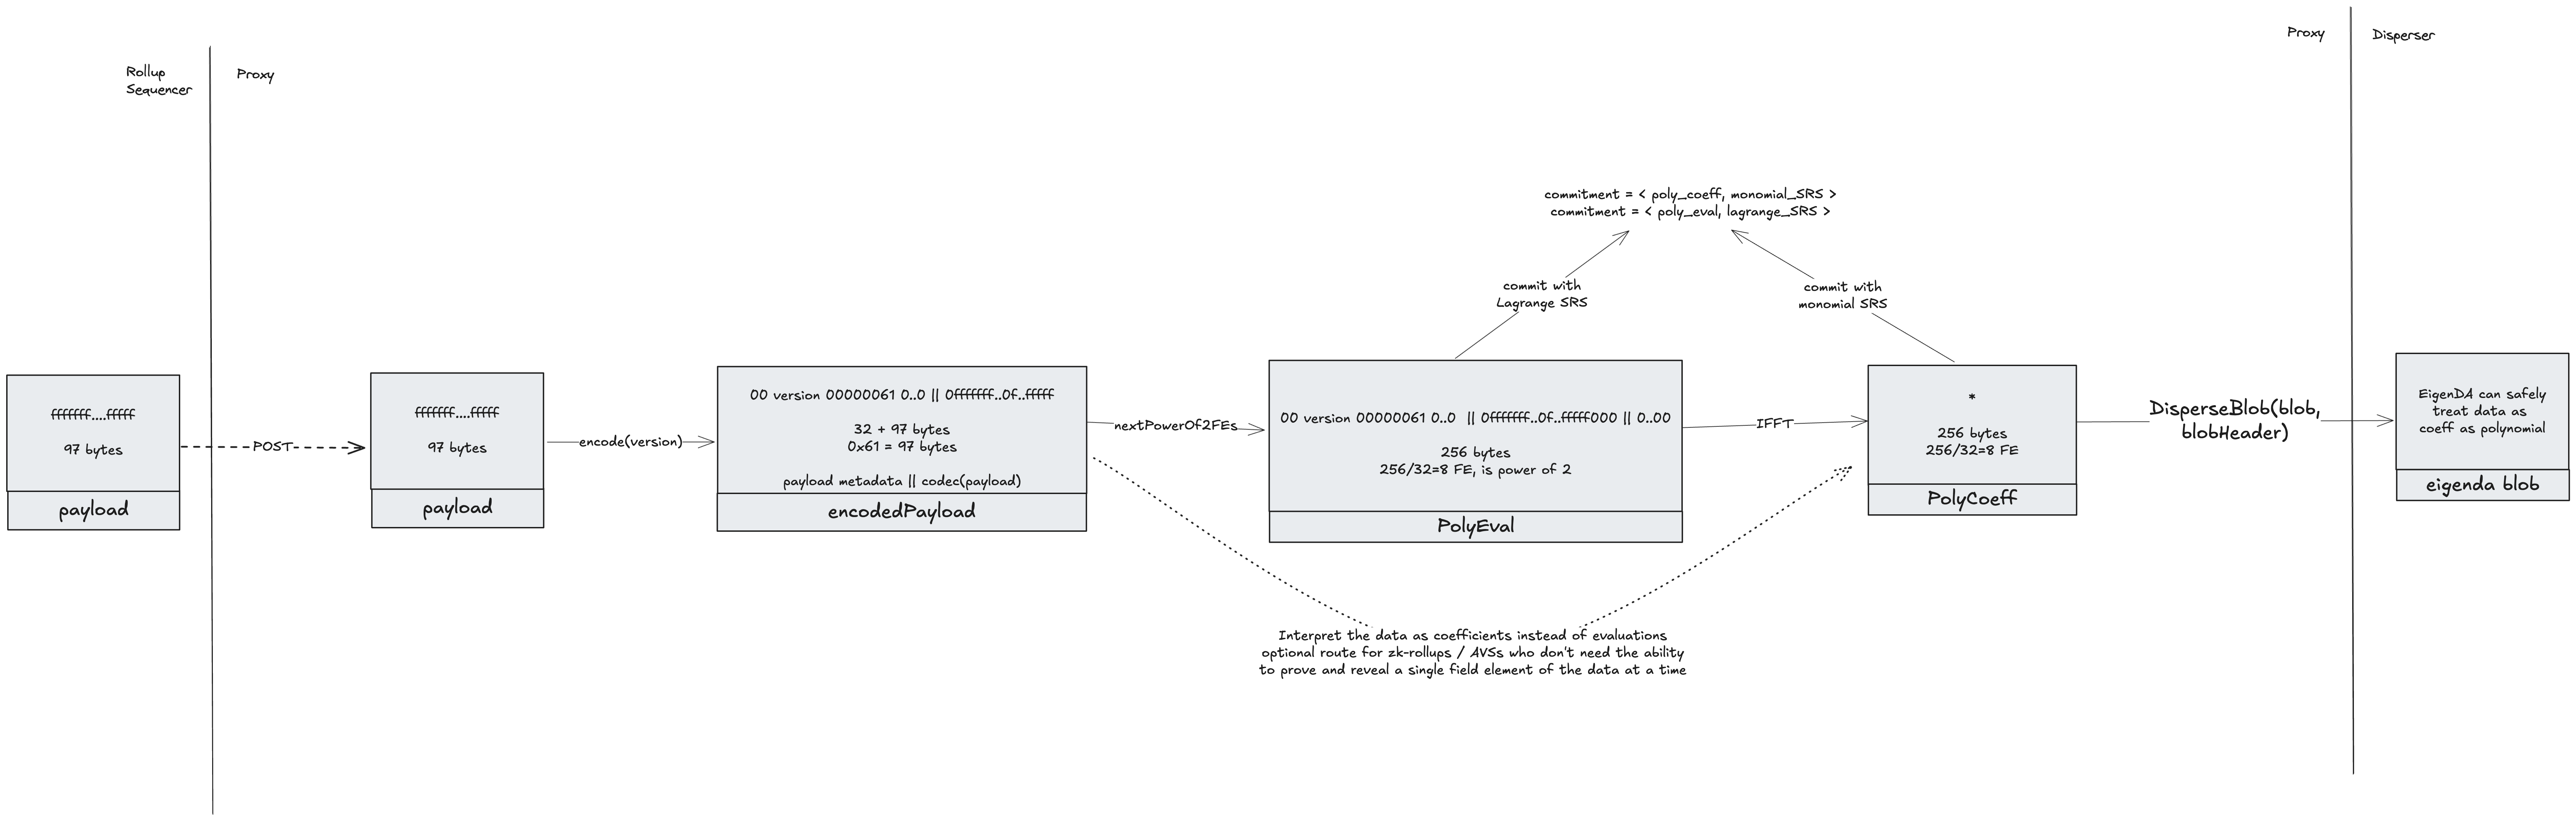 Rollup
Sequencer
Proxy
Proxy
Disperser
commitment = < poly_coeff, monomial_SRS >
commitment = < poly_eval, lagrange_SRS >
commit with
Lagrange SRS
commit with
monomial SRS
fffffff....fffff
97 bytes
payload
POST
fffffff....fffff
97 bytes
payload
encode(version)
00 version 00000061 0..0 || 0fffffff..0f..fffff
32 + 97 bytes
0x61 = 97 bytes
payload metadata || codec(payload)
encodedPayload
nextPowerOf2FEs
00 version 00000061 0..0 || 0fffffff..0f..fffff000 || 0..00
256 bytes
256/32=8 FE, is power of 2
PolyEval
IFFT
*
256 bytes
256/32=8 FE
PolyCoeff
DisperseBlob(blob,
blobHeader)
EigenDA can safely
treat data as
coeff as polynomial
eigenda blob
Interpret the data as coefficients instead of evaluations
optional route for zk-rollups / AVSs who don't need the ability
to prove and reveal a single field element of the data at a time